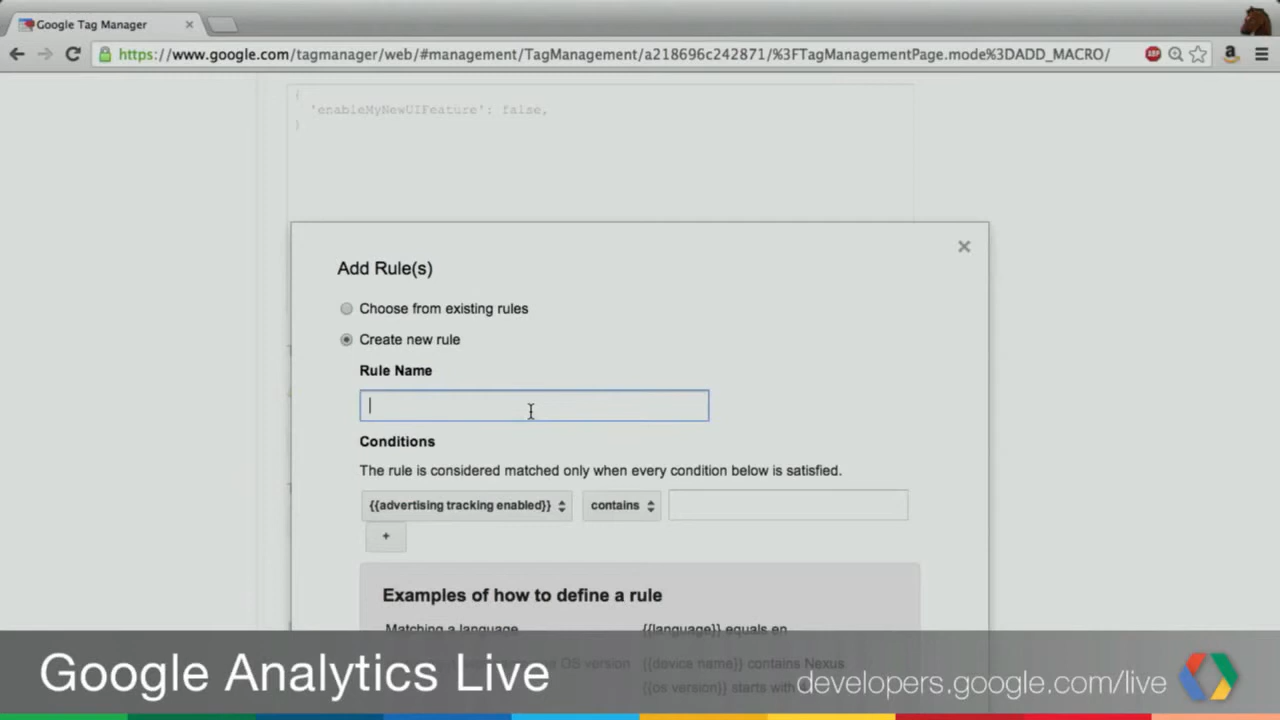 Google Tag Manager
https://www.google.com/tagmanager/web/#management/TagManagement/a218696c242871/%3FTagManagementPage.mode%3DADD_MACRO/
{
'enableMyNewUIFeature': false,
}
Add Rule(s)
Choose from existing rules
Create new rule
Rule Name
Conditions
The rule is considered matched only when every condition below is satisfied.
{{advertising tracking enabled}} contains
+
Examples of how to define a rule
Matching a language {{language}} equals en
OS version {{device name}} contains Nexus
{{os version}} starts with
Google Analytics Live
developers.google.com/live